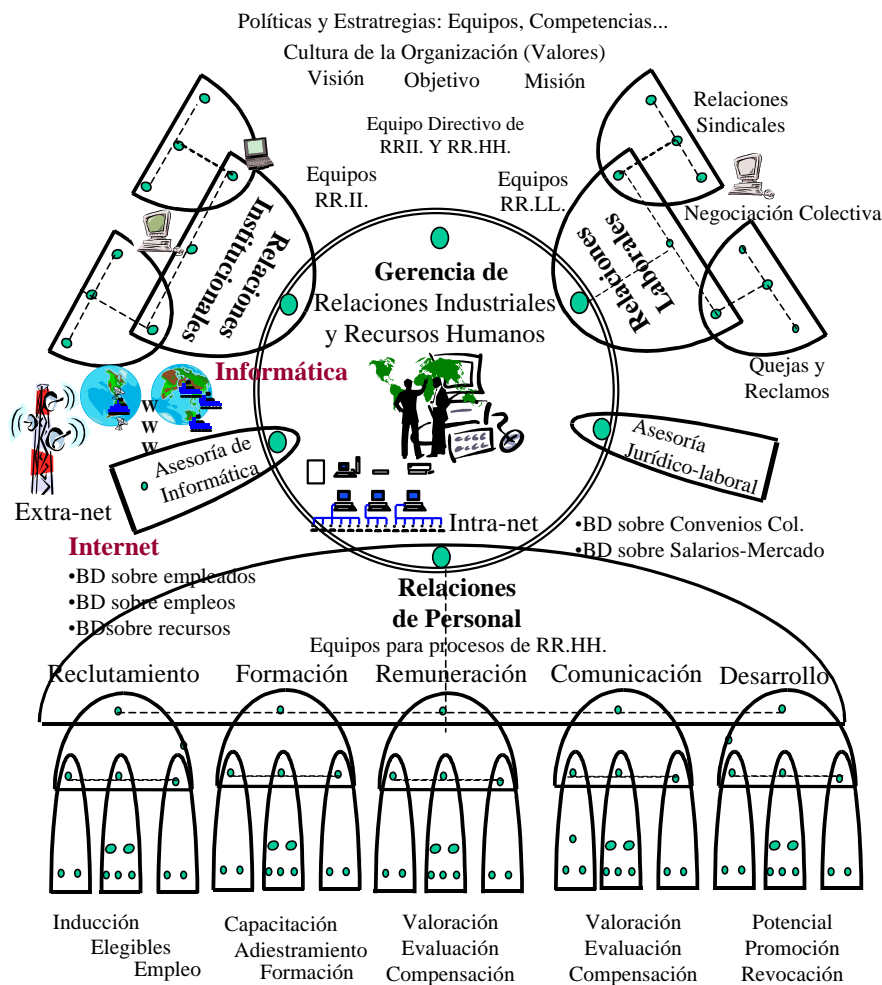 Políticas y Estratregias: Equipos, Competencias...
Cultura de la Organización (Valores)
Visión Objetivo Misión
Equipo Directivo de
RRII. Y RR.HH.
Equipos
RR.II.
Equipos
RR.LL.
Relaciones
Sindicales
Negociación Colectiva
Relaciones
Institucionales
Relaciones
Laborales
Gerencia de
Relaciones Industriales
y Recursos Humanos
Quejas y
Reclamos
Informática
W
W
W
Asesoría de
Informática
Asesoría
Jurídico-laboral
Extra-net
Intra-net
•BD sobre Convenios Col.
•BD sobre Salarios-Mercado
Internet
•BD sobre empleados
•BD sobre empleos
•BDsobre recursos
Relaciones
de Personal
Equipos para procesos de RR.HH.
Reclutamiento Formación Remuneración Comunicación Desarrollo
Inducción
Elegibles
Empleo
Capacitación
Adiestramiento
Formación
Valoración
Evaluación
Compensación
Valoración
Evaluación
Compensación
Potencial
Promoción
Revocación